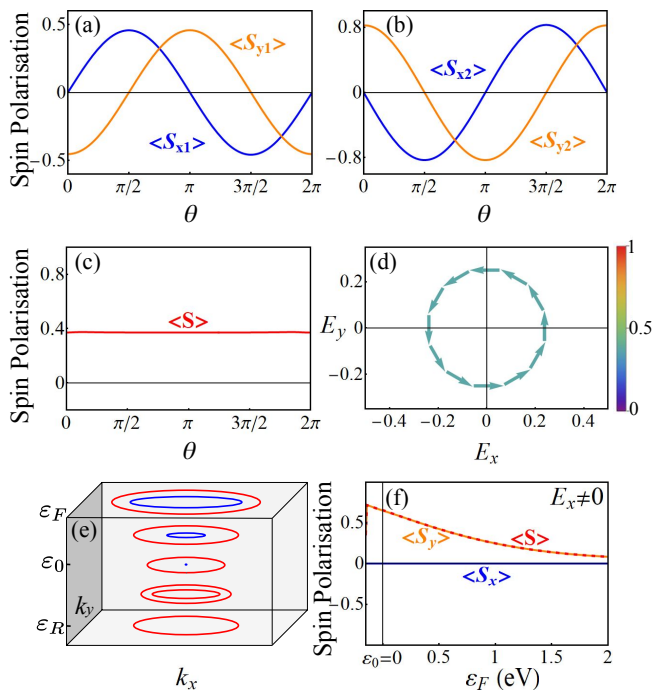 (a)
<S_y1>
<S_x1>
Spin Polarisation
0.5
0
−0.5
0 π/2 π 3π/2 2π
θ
(b)
<S_x2>
<S_y2>
0.8
0
−0.8
0 π/2 π 3π/2 2π
θ
(c)
<S>
Spin Polarisation
0.8
0.4
0
0 π/2 π 3π/2 2π
θ
(d)
E_y
0.2
0
−0.2
−0.4 −0.2 0 0.2 0.4
E_x
1
0.5
0
(e)
ε_F
ε_0
k_y
ε_R
k_x
(f)
E_x≠0
Spin Polarisation
0.5
0
−1
<S_y>
<S>
<S_x>
ε_0=0 0.5 1 1.5 2
ε_F (eV)